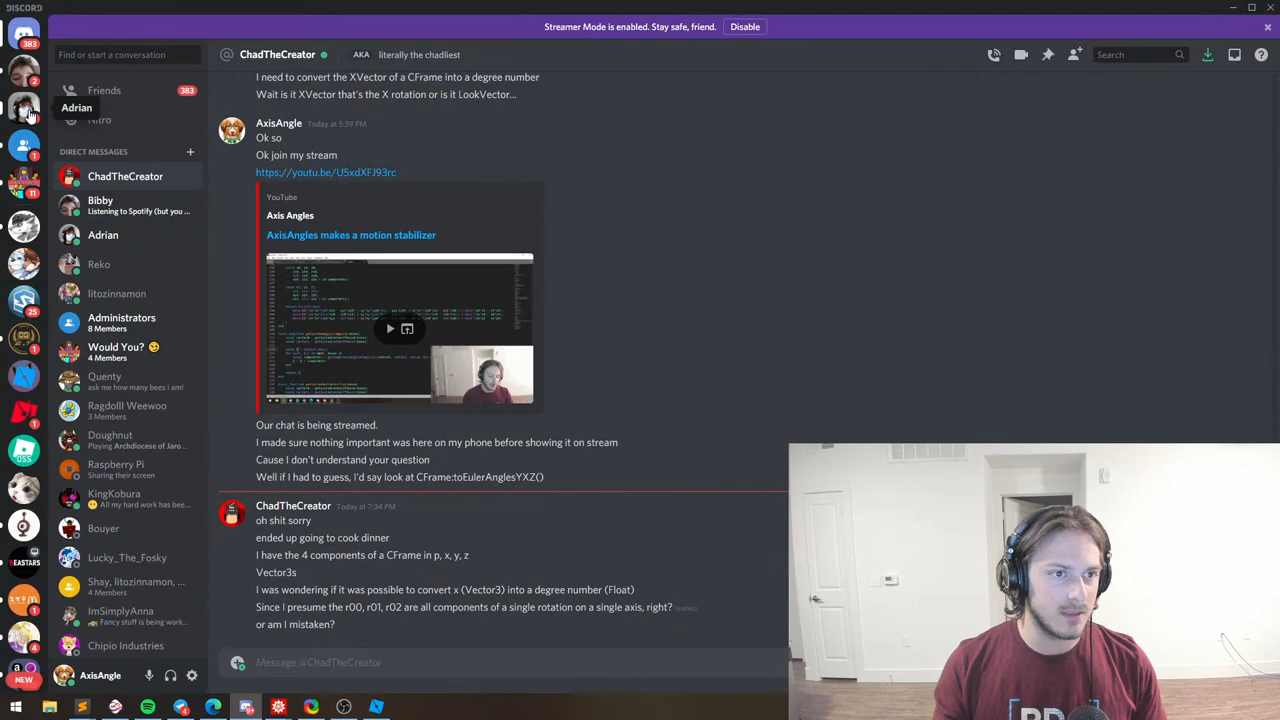 DISCORD
Streamer Mode is enabled. Stay safe, friend.
Disable
383
2
1
11
25
1
1
1
4
NEW
Adrian
Find or start a conversation
Friends
383
Nitro
DIRECT MESSAGES
ChadTheCreator
Bibby
Listening to Spotify (but you ...
Adrian
Reko
litozinnamon
Administrators
6 Members
Would You? 😏
4 Members
Quenty
ask me how many bees i am!
Ragdolll Weewoo
3 Members
Doughnut
Playing Archdiocese of Jaro ...
Raspberry Pi
Sharing their screen
KingKobura
😶 All my hard work has bee...
Bouyer
Lucky_The_Fosky
Shay, litozinnamon, ...
4 Members
ImSimplyAnna
Fancy stuff is being work...
Chipio Industries
AxisAngle
ChadTheCreator
AKA
literally the chadliest
Search
I need to convert the XVector of a CFrame into a degree number
Wait is it XVector that's the X rotation or is it LookVector...
AxisAngle Today at 5:39 PM
Ok so
Ok join my stream
https://youtu.be/U5xdXFJ93rc
YouTube
Axis Angles
AxisAngles makes a motion stabilizer
Our chat is being streamed.
I made sure nothing important was here on my phone before showing it on stream
Cause I don't understand your question
Well if I had to guess, I'd say look at CFrame:toEulerAnglesYXZ()
ChadTheCreator Today at 7:34 PM
oh shit sorry
ended up going to cook dinner
I have the 4 components of a CFrame in p, x, y, z
Vector3s
I was wondering if it was possible to convert x (Vector3) into a degree number (Float)
Since I presume the r00, r01, r02 are all components of a single rotation on a single axis, right? (edited)
or am I mistaken?
Message @ChadTheCreator